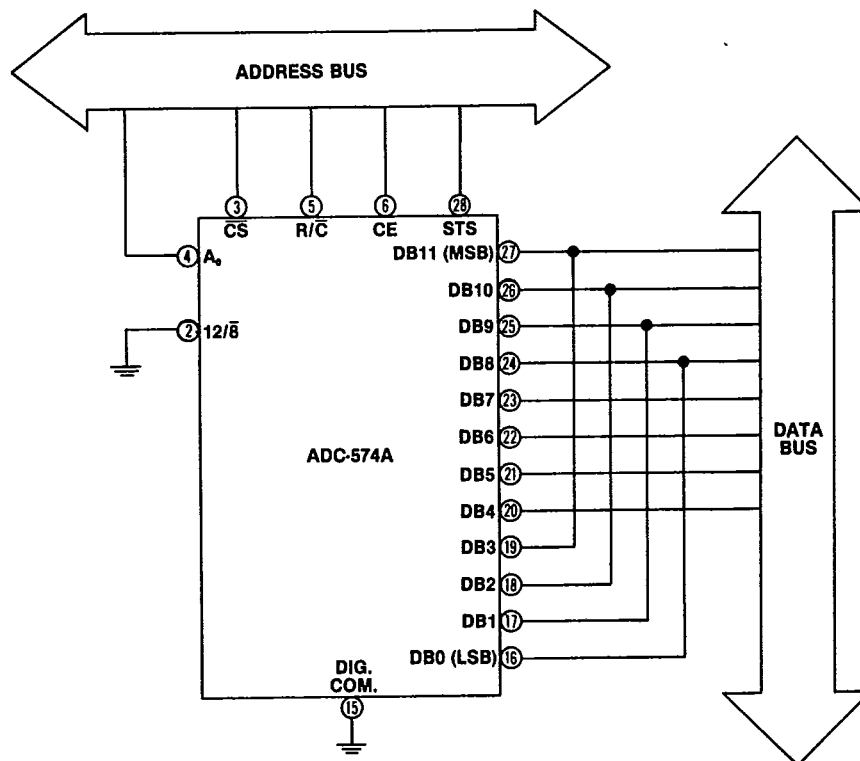 ADDRESS BUS
3 5 6 28
C̅S̅ R/C̅ CE STS
4 A₀
2 12/8̅
ADC-574A
DB11 (MSB) 27
DB10 26
DB9 25
DB8 24
DB7 23
DB6 22
DB5 21
DB4 20
DB3 19
DB2 18
DB1 17
DB0 (LSB) 16
DATA
BUS
DIG.
COM.
15